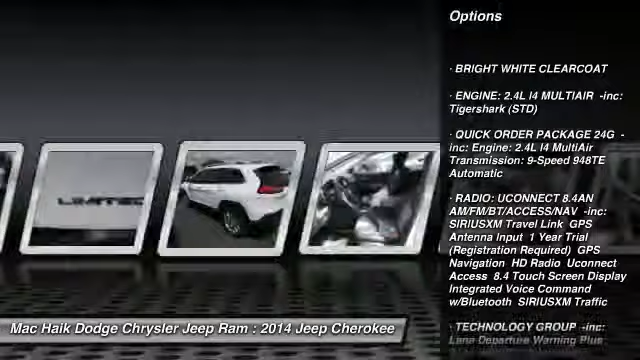 Options
· BRIGHT WHITE CLEARCOAT
· ENGINE: 2.4L I4 MULTIAIR -inc:
Tigershark (STD)
· QUICK ORDER PACKAGE 24G -
inc: Engine: 2.4L I4 MultiAir
Transmission: 9-Speed 948TE
Automatic
· RADIO: UCONNECT 8.4AN
AM/FM/BT/ACCESS/NAV -inc:
SIRIUSXM Travel Link GPS
Antenna Input 1 Year Trial
(Registration Required) GPS
Navigation HD Radio Uconnect
Access 8.4 Touch Screen Display
Integrated Voice Command
w/Bluetooth SIRIUSXM Traffic
· TECHNOLOGY GROUP -inc:
Lane Departure Warning Plus
LIMITED
Mac Haik Dodge Chrysler Jeep Ram : 2014 Jeep Cherokee